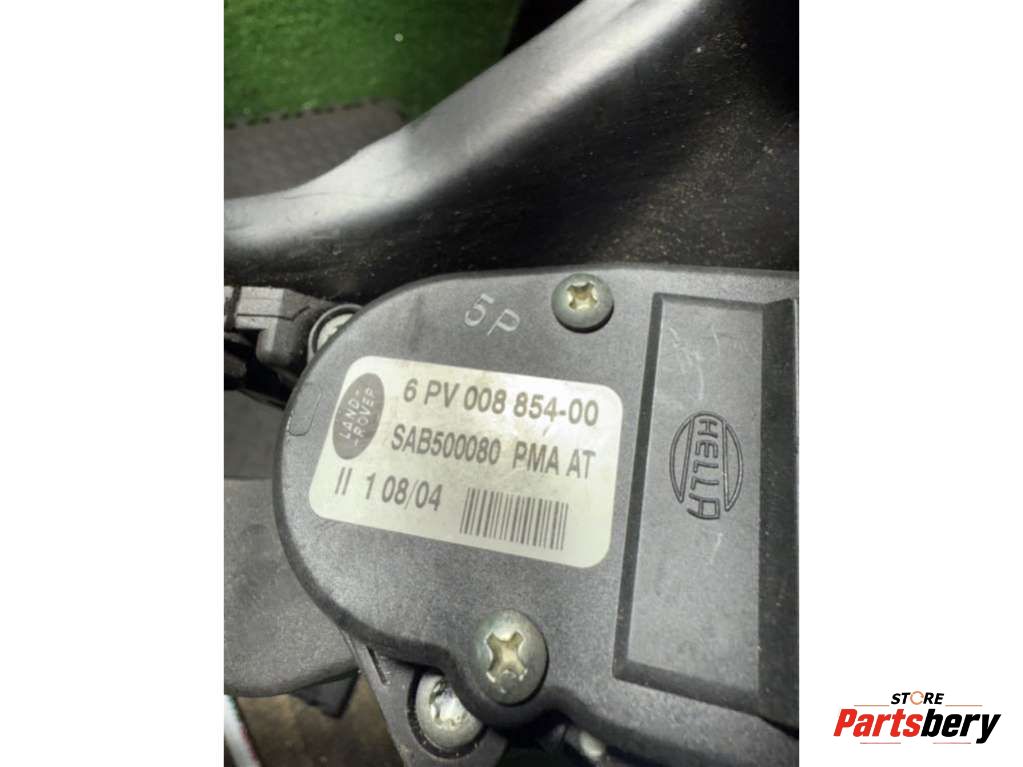 5P
LAND-
-ROVER
6 PV 008 854-00
SAB500080 PMA AT
II 1 08/04
HELLA
STORE
Partsbery